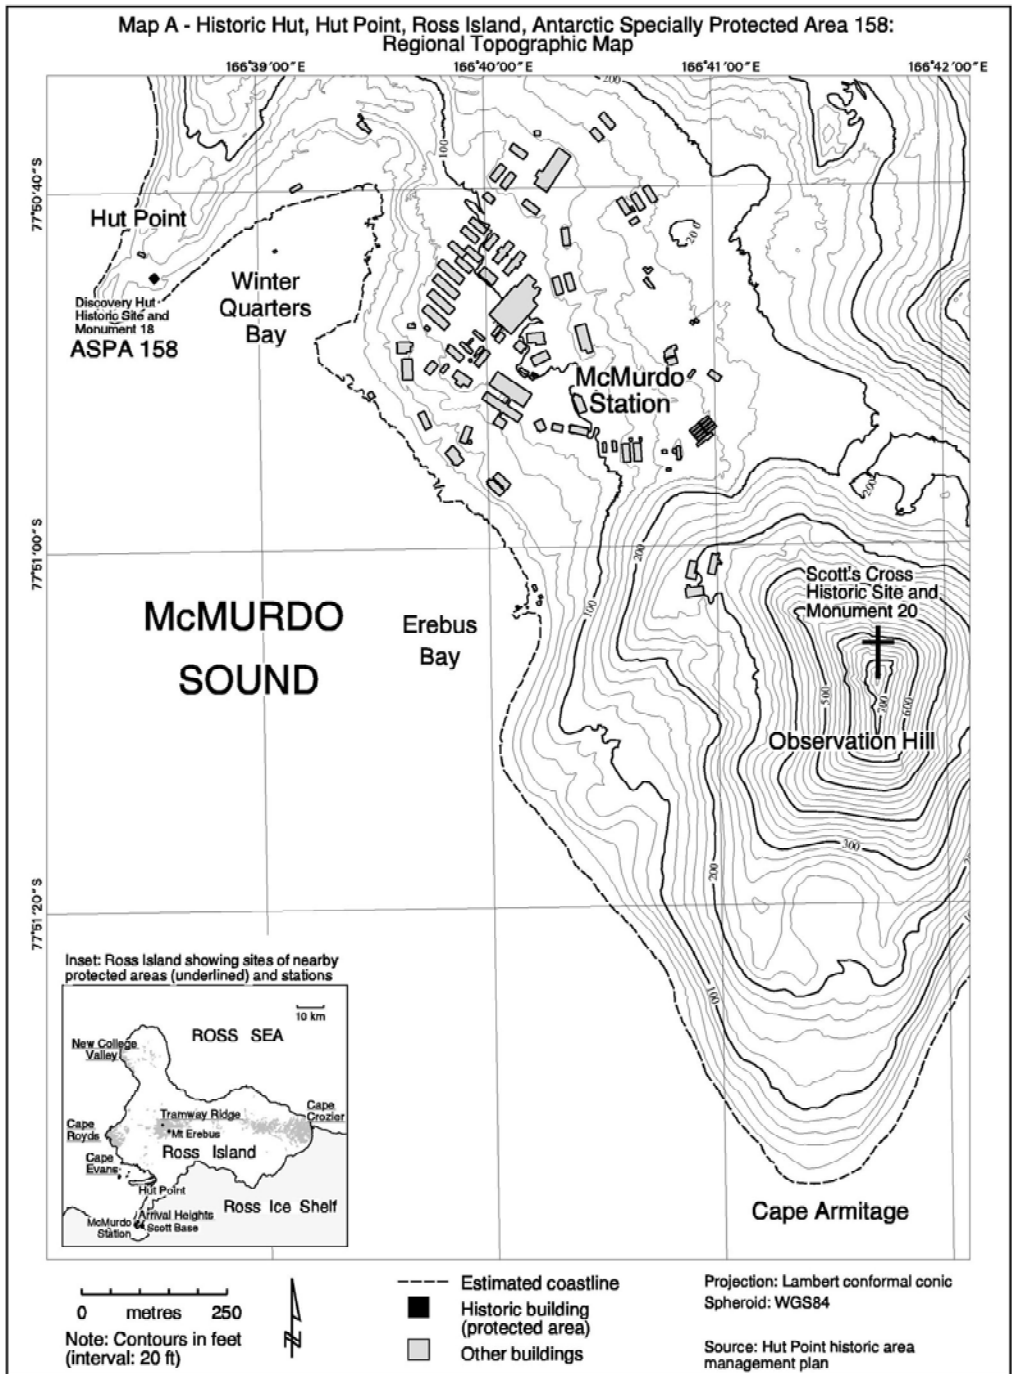 Map A - Historic Hut, Hut Point, Ross Island, Antarctic Specially Protected Area 158:
Regional Topographic Map
166°39'00"E
166°40'00"E
166°41'00"E
166°42'00"E
77°50'40"S
77°51'00"S
77°51'20"S
200
100
Hut Point
200
Winter
Quarters
Bay
Discovery Hut
Historic Site and
Monument 18
ASPA 158
McMurdo
Station
200
200
100
Scott's Cross
Historic Site and
Monument 20
McMURDO
SOUND
Erebus
Bay
500
700
600
Observation Hill
300
200
100
Cape Armitage
Inset: Ross Island showing sites of nearby
protected areas (underlined) and stations
10 km
ROSS SEA
New College
Valley
Tramway Ridge
Cape
Crozier
Cape
Royds
Mt Erebus
Ross Island
Cape
Evans
Hut Point
Ross Ice Shelf
Arrival Heights
McMurdo
Station
Scott Base
0 metres 250
Note: Contours in feet
(interval: 20 ft)
N
Estimated coastline
Historic building
(protected area)
Other buildings
Projection: Lambert conformal conic
Spheroid: WGS84
Source: Hut Point historic area
management plan